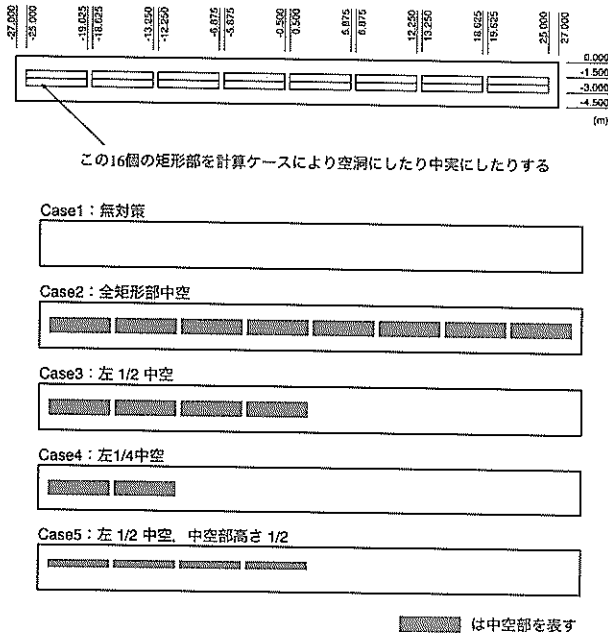 -27.000
-25.000
-19.625
-18.625
-13.250
-12.250
-6.875
-5.875
-0.500
0.500
5.875
6.875
12.250
13.250
18.625
19.625
25.000
27.000
0.000
-1.500
-3.000
-4.500
(m)
この16個の矩形部を計算ケースにより空洞にしたり中実にしたりする
Case1：無対策
Case2：全矩形部中空
Case3：左 1/2 中空
Case4：左1/4中空
Case5：左 1/2 中空，中空部高さ 1/2
は中空部を表す